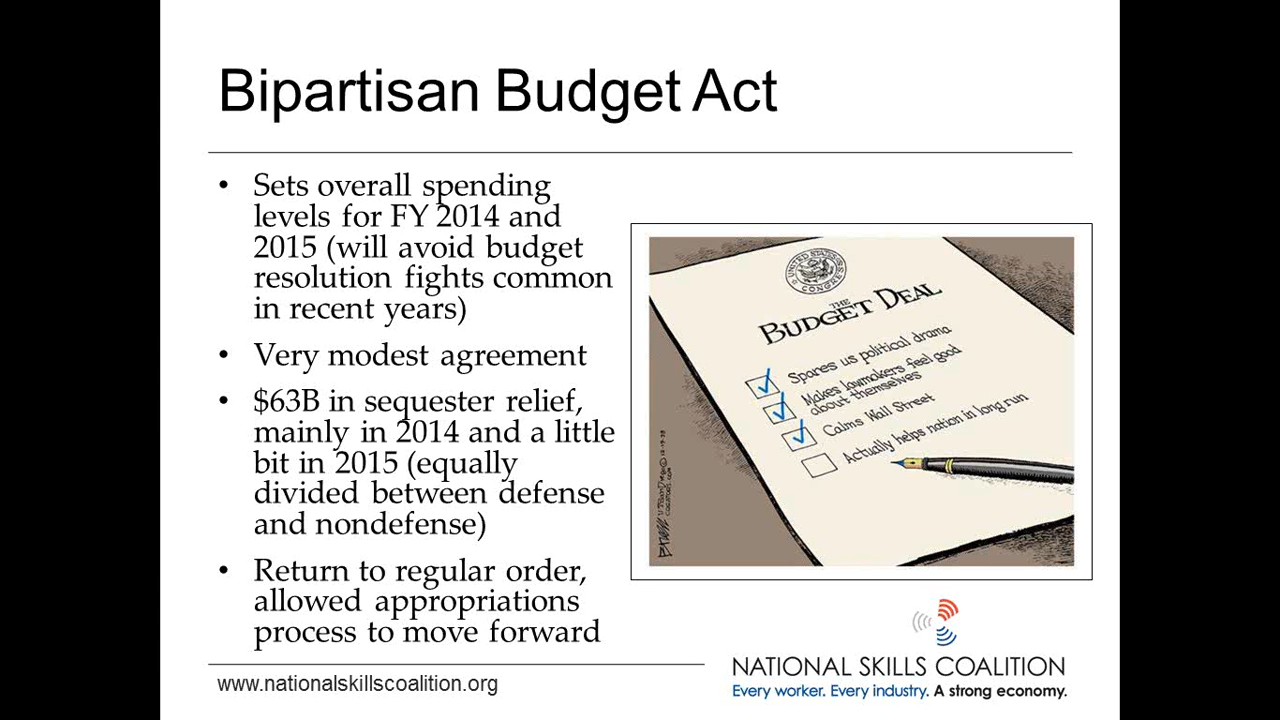 Bipartisan Budget Act
• Sets overall spending
levels for FY 2014 and
2015 (will avoid budget
resolution fights common
in recent years)
• Very modest agreement
• $63B in sequester relief,
mainly in 2014 and a little
bit in 2015 (equally
divided between defense
and nondefense)
• Return to regular order,
allowed appropriations
process to move forward
UNITED STATES
CONGRESS
THE
BUDGET DEAL
Spares us political drama
Makes lawmakers feel good
about themselves
Calms Wall Street
Actually helps nation in long run
www.nationalskillscoalition.org
NATIONAL SKILLS COALITION
Every worker. Every industry. A strong economy.